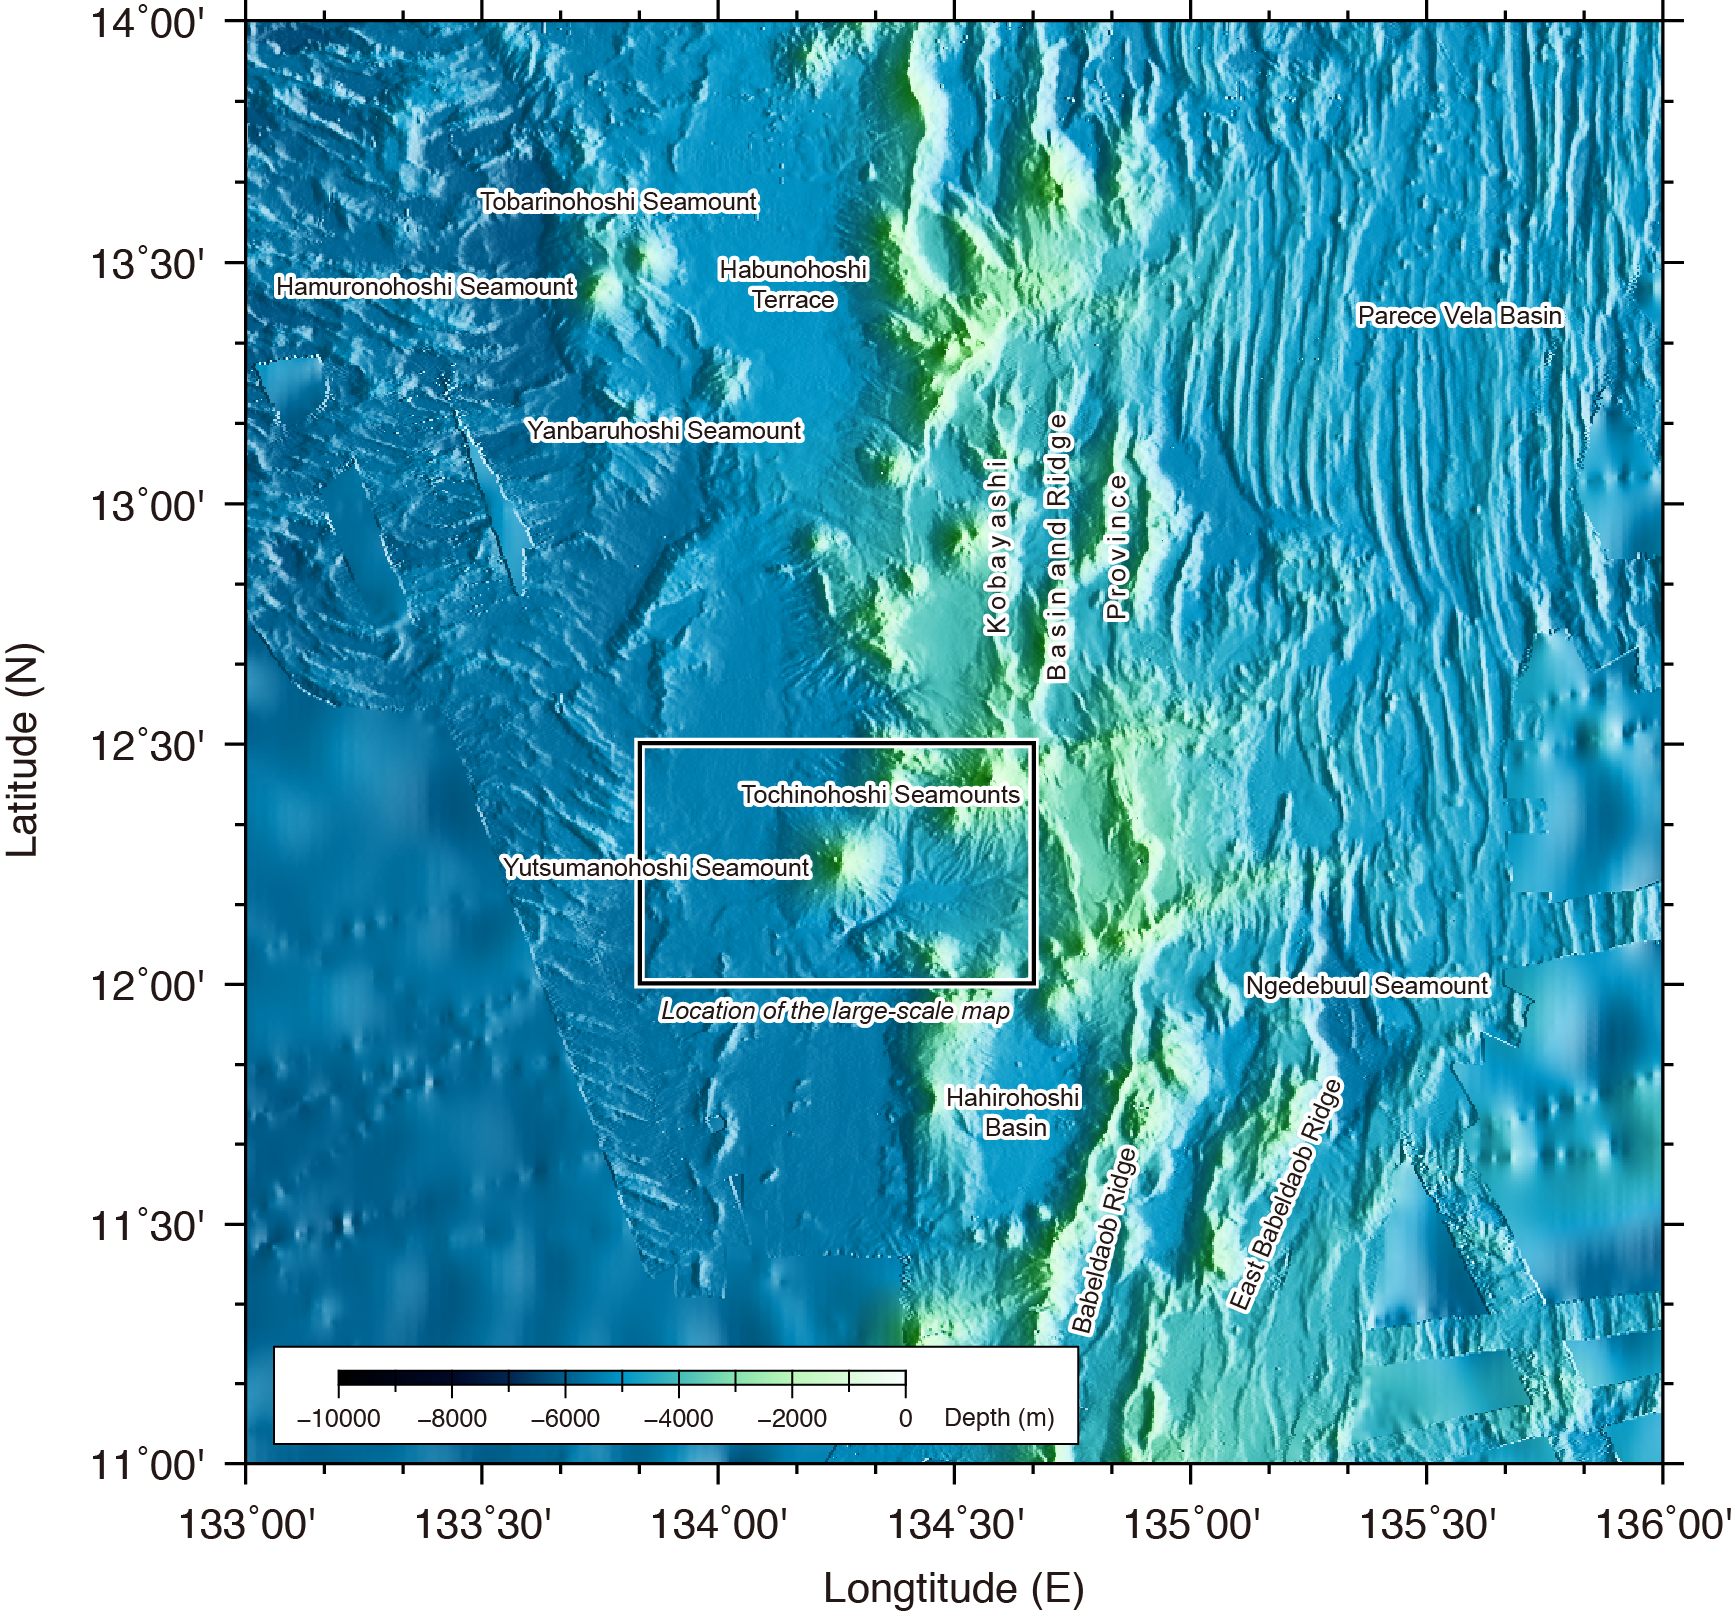 14°00'
Tobarinohoshi Seamount
13°30'
Habunohoshi
Terrace
Hamuronohoshi Seamount
Parece Vela Basin
Yanbaruhoshi Seamount
13°00'
Kobayashi
Basin and Ridge
Province
Latitude (N)
12°30'
Tochinohoshi Seamounts
Yutsumanohoshi Seamount
12°00'
Ngedebuul Seamount
Location of the large-scale map
Hahirohoshi
Basin
Babeldaob Ridge
East Babeldaob Ridge
11°30'
−10000 −8000 −6000 −4000 −2000 0 Depth (m)
11°00'
133°00' 133°30' 134°00' 134°30' 135°00' 135°30' 136°00'
Longtitude (E)